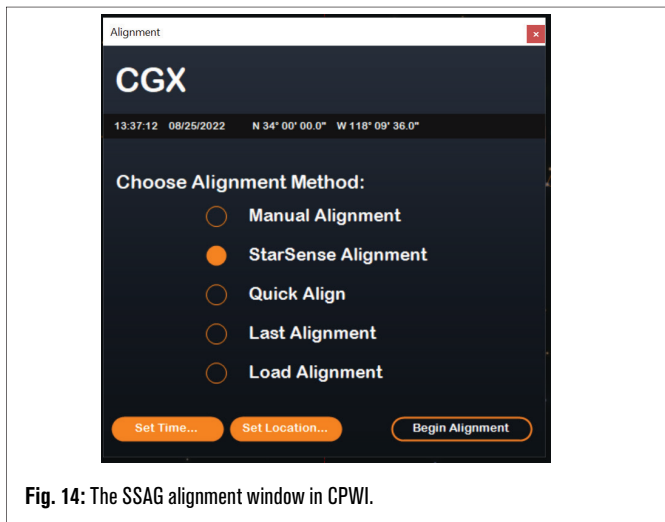 Alignment
×
CGX
13:37:12 08/25/2022 N 34° 00' 00.0" W 118° 09' 36.0"
Choose Alignment Method:
Manual Alignment
StarSense Alignment
Quick Align
Last Alignment
Load Alignment
Set Time... Set Location... Begin Alignment
Fig. 14: The SSAG alignment window in CPWI.